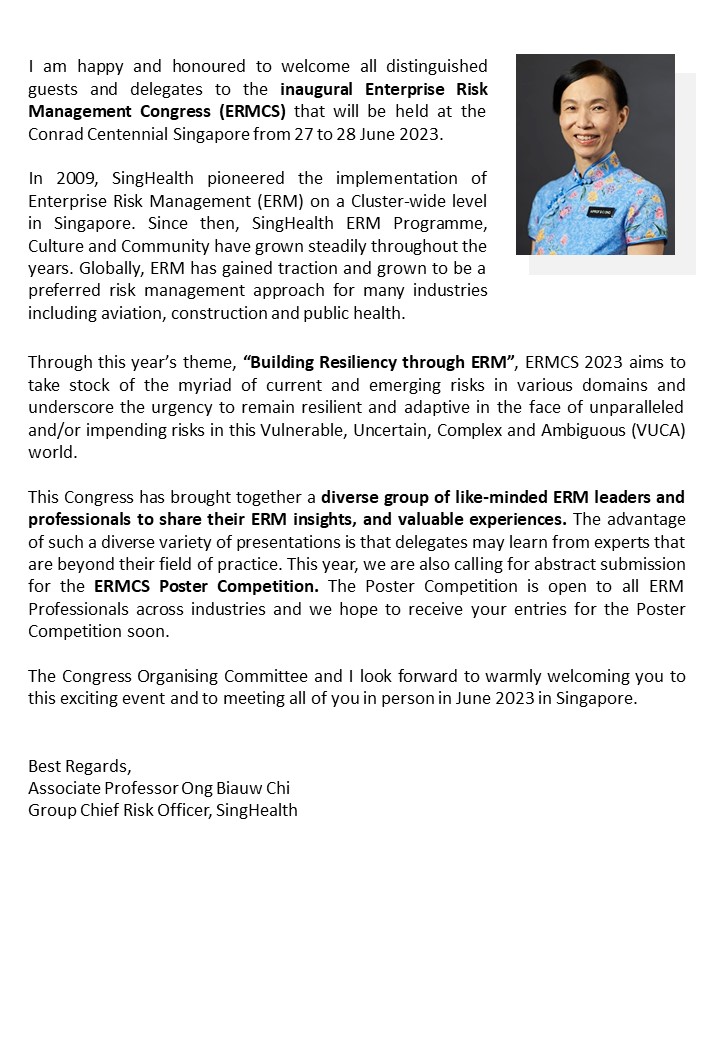 I am happy and honoured to welcome all distinguished
guests and delegates to the inaugural Enterprise Risk
Management Congress (ERMCS) that will be held at the
Conrad Centennial Singapore from 27 to 28 June 2023.
In 2009, SingHealth pioneered the implementation of
Enterprise Risk Management (ERM) on a Cluster-wide level
in Singapore. Since then, SingHealth ERM Programme,
Culture and Community have grown steadily throughout the
years. Globally, ERM has gained traction and grown to be a
preferred risk management approach for many industries
including aviation, construction and public health.
Through this year’s theme, “Building Resiliency through ERM”, ERMCS 2023 aims to
take stock of the myriad of current and emerging risks in various domains and
underscore the urgency to remain resilient and adaptive in the face of unparalleled
and/or impending risks in this Vulnerable, Uncertain, Complex and Ambiguous (VUCA)
world.
This Congress has brought together a diverse group of like-minded ERM leaders and
professionals to share their ERM insights, and valuable experiences. The advantage
of such a diverse variety of presentations is that delegates may learn from experts that
are beyond their field of practice. This year, we are also calling for abstract submission
for the ERMCS Poster Competition. The Poster Competition is open to all ERM
Professionals across industries and we hope to receive your entries for the Poster
Competition soon.
The Congress Organising Committee and I look forward to warmly welcoming you to
this exciting event and to meeting all of you in person in June 2023 in Singapore.
Best Regards,
Associate Professor Ong Biauw Chi
Group Chief Risk Officer, SingHealth